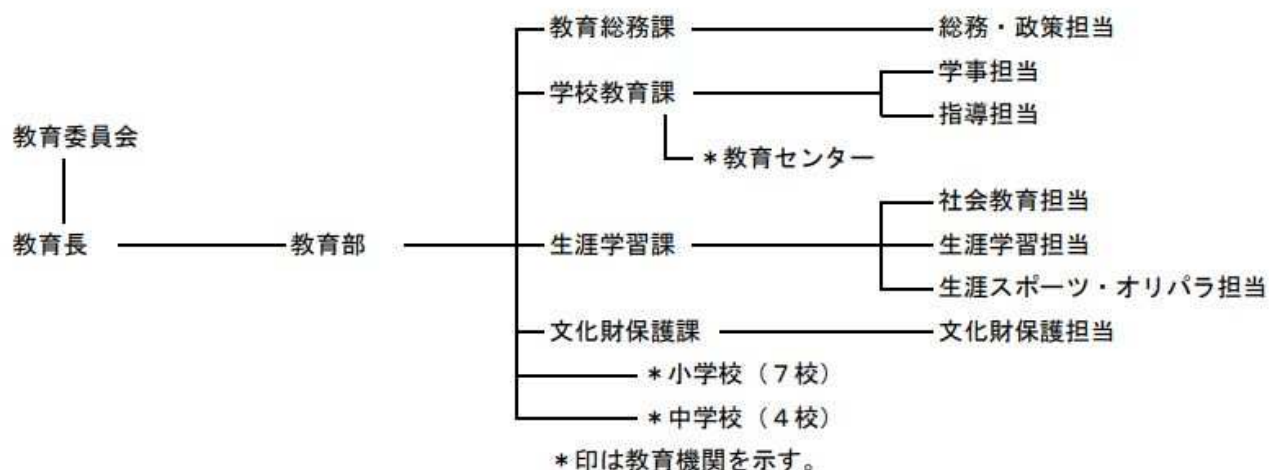 教育総務課 総務・政策担当
学事担当
学校教育課
指導担当
教育委員会
＊教育センター
社会教育担当
教育長 教育部 生涯学習課 生涯学習担当
生涯スポーツ・オリパラ担当
文化財保護課 文化財保護担当
＊小学校（７校）
＊中学校（４校）
＊印は教育機関を示す。